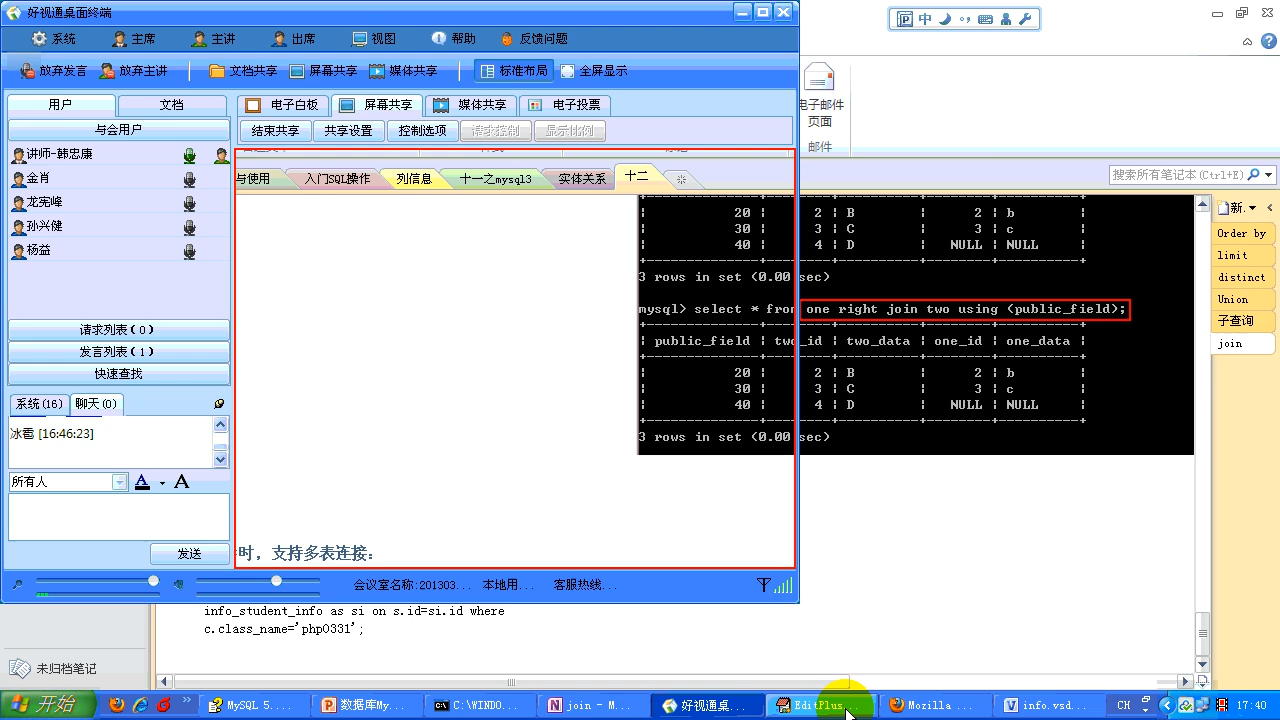 好视通桌面终端
系统 主席 主讲 出席 视图 帮助 反馈问题
放弃发言 放弃主讲 文档共享 屏幕共享 媒体共享 标准布局 全屏显示
用户 文档
与会用户
讲师-韩忠康
金肖
龙宪峰
孙兴健
杨益
请求列表(0)
发言列表(1)
快速查找
系统(16) 聊天(0)
冰雹 [16:46:23]
所有人
A A
发送
电子白板 屏幕共享 媒体共享 电子投票
结束共享 共享设置 控制选项 请求控制 显示比例
与使用 入门SQL操作 列信息 十一之mysql3 实体关系 十二
20 | 2 | B | 2 | b
30 | 3 | C | 3 | c
40 | 4 | D | NULL | NULL
3 rows in set (0.00 sec)
mysql> select * from one right join two using (public_field);
| public_field | two_id | two_data | one_id | one_data |
20 | 2 | B | 2 | b
30 | 3 | C | 3 | c
40 | 4 | D | NULL | NULL
3 rows in set (0.00 sec)
时，支持多表连接:
会议室名称:201303... 本地用... 客服热线...
info_student_info as si on s.id=si.id where
c.class_name='php0331';
未归档笔记
中
电子邮件
页面
邮件
搜索所有笔记本(Ctrl+E)
新.
Order by
limit
distinct
Union
子查询
join
开始
MySQL 5....
数据库My...
C:\WINDO...
join - M...
好视通桌...
EditPlus...
Mozilla ...
info.vsd...
CH
17:40